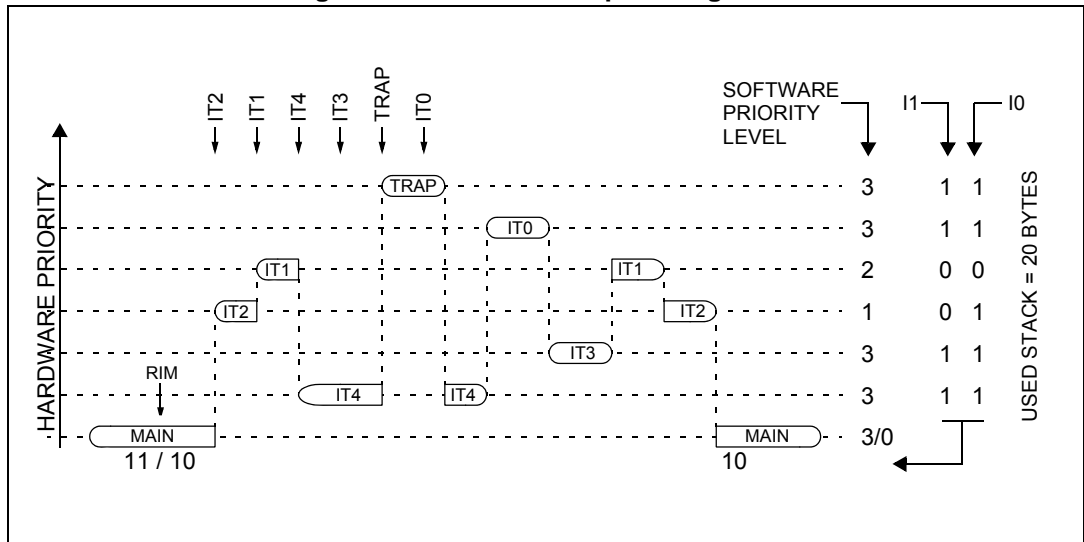 IT2
IT1
IT4
IT3
TRAP
IT0
SOFTWARE
PRIORITY
LEVEL
I1
I0
HARDWARE PRIORITY
USED STACK = 20 BYTES
TRAP
3 1 1
IT0
3 1 1
IT1
IT1
2 0 0
IT2
IT2
1 0 1
IT3
3 1 1
RIM
IT4
IT4
3 1 1
MAIN
MAIN
3/0
11 / 10
10